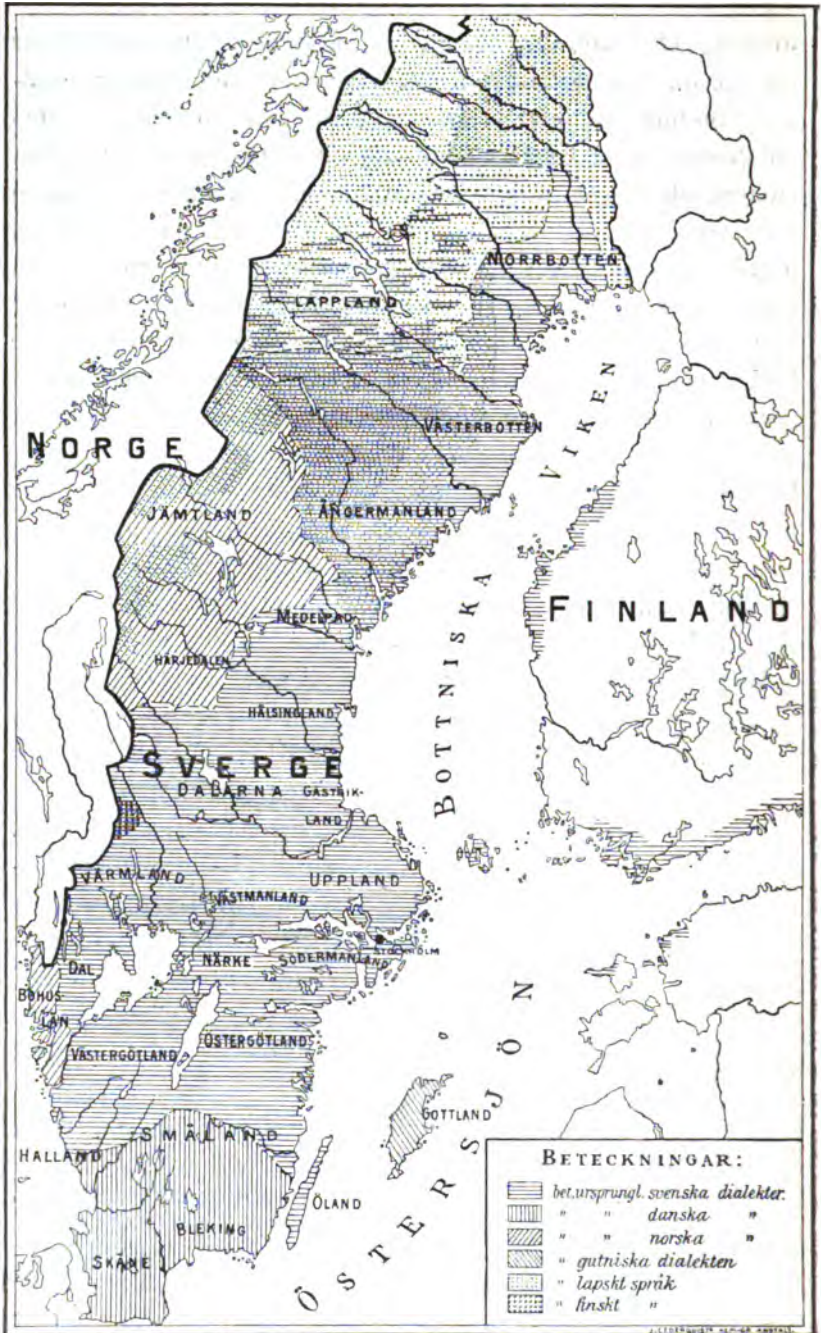 NORRBOTTEN
LAPPLAND
VÄSTERBOTTEN
NORGE
VIKEN
JÄMTLAND
ÅNGERMANLAND
BOTTNISKA
FINLAND
MEDELPAD
HÄRJEDALEN
HÄLSINGLAND
SVERGE
DALARNA
GÄSTRIK-
LAND
VÄRMLAND
UPPLAND
VÄSTMANLAND
STOCKHOLM
DAL
NÄRKE
SÖDERMANLAND
BOHUS
LÄN
VÄSTERGÖTLAND
ÖSTERGÖTLAND
GOTTLAND
SMÅLAND
HALLAND
ÖLAND
BLEKING
SKÅNE
ÖSTERSJÖN
BETECKNINGAR:
bet. ursprungl. svenska dialekter.
" " danska "
" " norska "
" gutniska dialekten
" lapskt språk
" finskt "